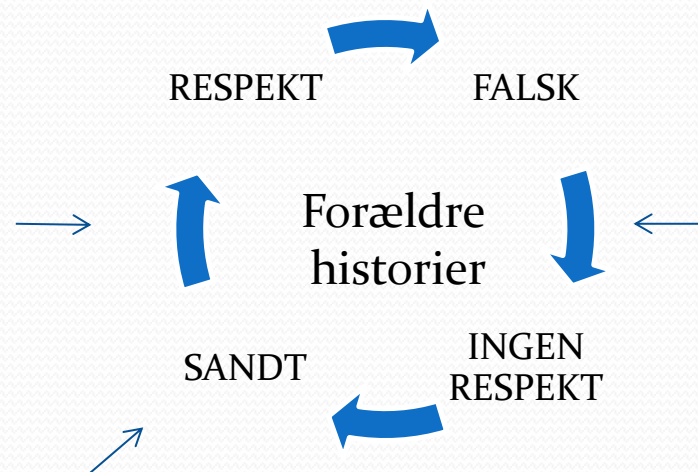 RESPEKT
FALSK
Forældre
historier
INGEN
RESPEKT
SANDT